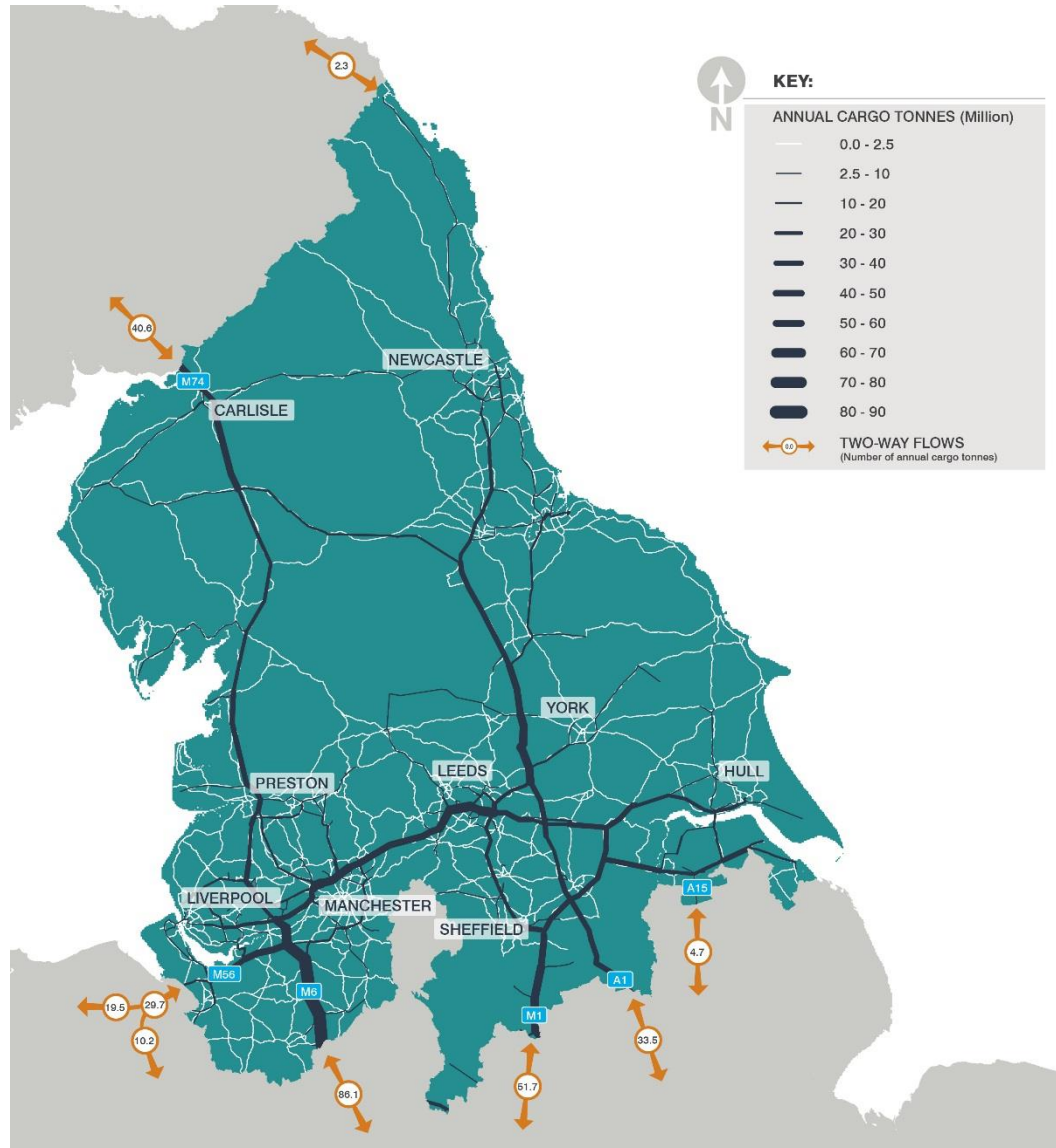 2.3
N
KEY:
ANNUAL CARGO TONNES (Million)
0.0 - 2.5
2.5 - 10
10 - 20
20 - 30
30 - 40
40 - 50
50 - 60
60 - 70
70 - 80
80 - 90
0.0
TWO-WAY FLOWS
(Number of annual cargo tonnes)
40.6
M74
NEWCASTLE
CARLISLE
YORK
LEEDS
HULL
PRESTON
LIVERPOOL
MANCHESTER
SHEFFIELD
A15
4.7
M56
M6
A1
M1
19.5
29.7
10.2
33.5
86.1
51.7